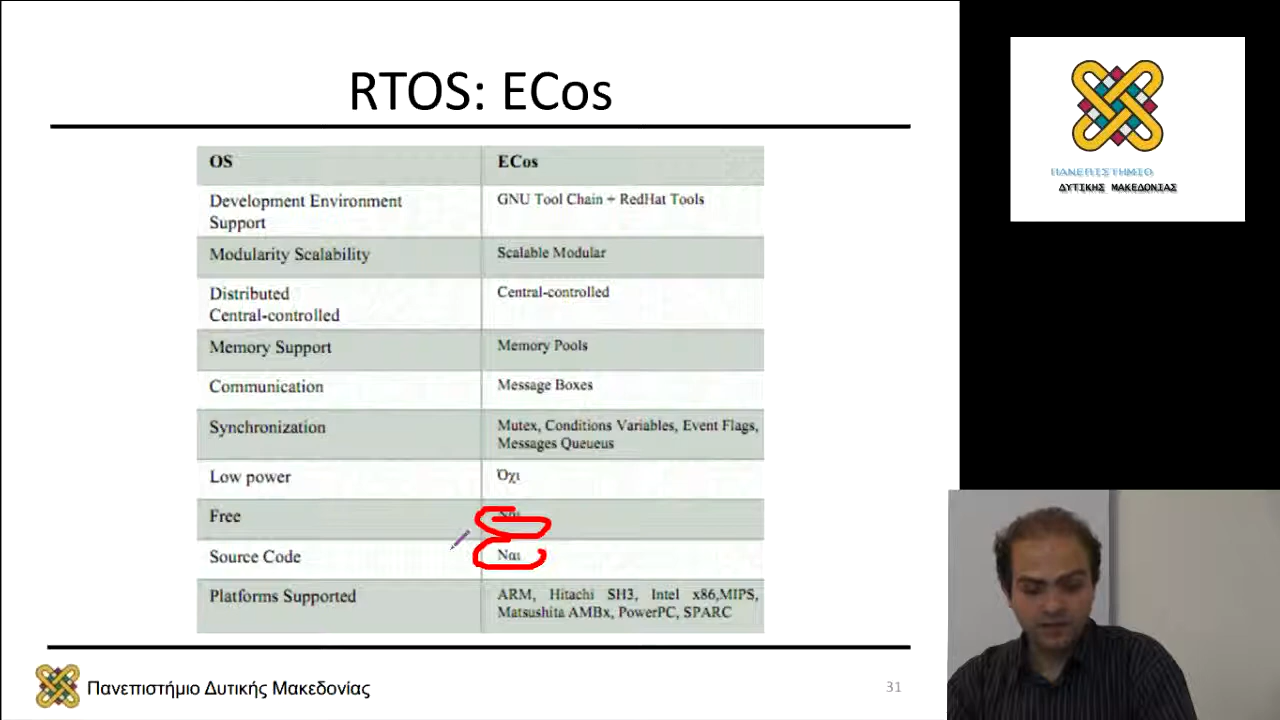 RTOS: ECos
OS ECos
Development Environment Support GNU Tool Chain + RedHat Tools
Modularity Scalability Scalable Modular
Distributed Central-controlled Central-controlled
Memory Support Memory Pools
Communication Message Boxes
Synchronization Mutex, Conditions Variables, Event Flags, Messages Queueus
Low power Όχι
Free
Source Code Ναι
Platforms Supported ARM, Hitachi SH3, Intel x86,MIPS, Matsushita AMBx, PowerPC, SPARC
Πανεπιστήμιο Δυτικής Μακεδονίας
31
ΠΑΝΕΠΙΣΤΗΜΙΟ
ΔΥΤΙΚΗΣ ΜΑΚΕΔΟΝΙΑΣ